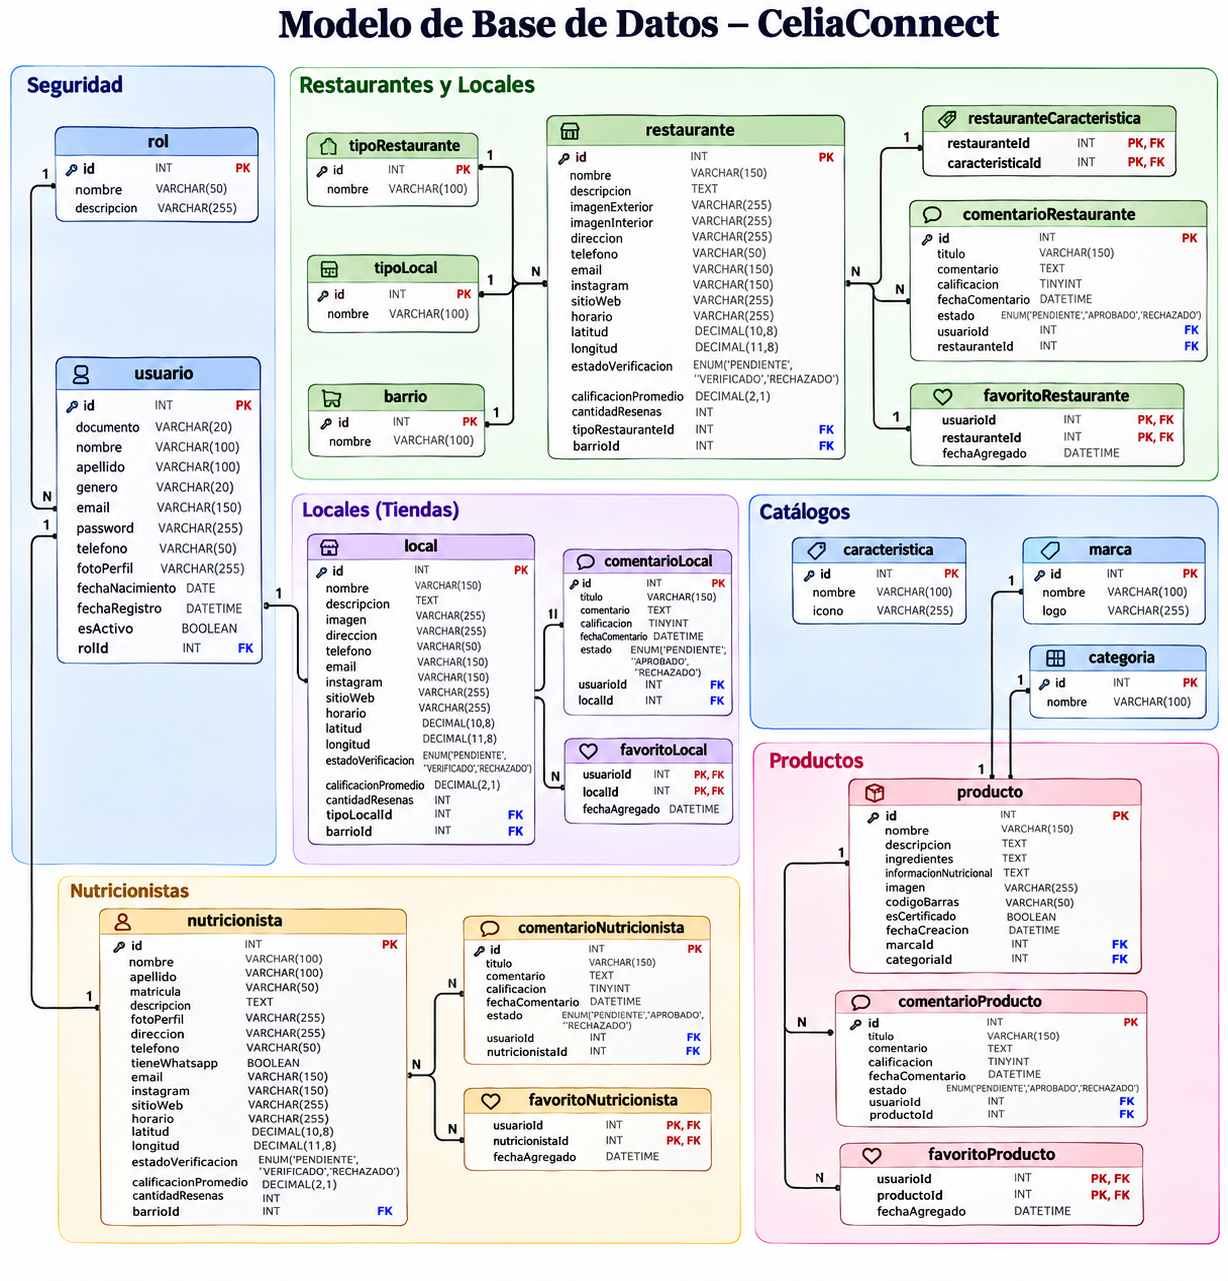 Modelo de Base de Datos – CeliaConnect
Seguridad
rol
id INT PK
nombre VARCHAR(50)
descripcion VARCHAR(255)
1
N
usuario
id INT PK
documento VARCHAR(20)
nombre VARCHAR(100)
apellido VARCHAR(100)
genero VARCHAR(20)
email VARCHAR(150)
password VARCHAR(255)
telefono VARCHAR(50)
fotoPerfil VARCHAR(255)
fechaNacimiento DATE
fechaRegistro DATETIME
esActivo BOOLEAN
rolId INT FK
1
1
Restaurantes y Locales
tipoRestaurante
id INT PK
nombre VARCHAR(100)
1
tipoLocal
id INT PK
nombre VARCHAR(100)
1
barrio
id INT PK
nombre VARCHAR(100)
1
N
restaurante
id INT PK
nombre VARCHAR(150)
descripcion TEXT
imagenExterior VARCHAR(255)
imagenInterior VARCHAR(255)
direccion VARCHAR(255)
telefono VARCHAR(50)
email VARCHAR(150)
instagram VARCHAR(150)
sitioWeb VARCHAR(255)
horario VARCHAR(255)
latitud DECIMAL(10,8)
longitud DECIMAL(11,8)
estadoVerificacion ENUM('PENDIENTE',
''VERIFICADO','RECHAZADO')
calificacionPromedio DECIMAL(2,1)
cantidadResenas INT
tipoRestauranteId INT FK
barrioId INT FK
N
1
restauranteCaracteristica
restauranteId INT PK, FK
caracteristicaId INT PK, FK
N
comentarioRestaurante
id INT PK
titulo VARCHAR(150)
comentario TEXT
calificacion TINYINT
fechaComentario DATETIME
estado ENUM('PENDIENTE',''APROBADO','RECHAZADO')
usuarioId INT FK
restauranteId INT FK
1
favoritoRestaurante
usuarioId INT PK, FK
restauranteId INT PK, FK
fechaAgregado DATETIME
Locales (Tiendas)
local
id INT PK
nombre VARCHAR(150)
descripcion TEXT
imagen VARCHAR(255)
direccion VARCHAR(255)
telefono VARCHAR(50)
email VARCHAR(150)
instagram VARCHAR(150)
sitioWeb VARCHAR(255)
horario VARCHAR(255)
latitud DECIMAL(10,8)
longitud DECIMAL(11,8)
estadoVerificacion ENUM('PENDIENTE',
''VERIFICADO','RECHAZADO')
calificacionPromedio DECIMAL(2,1)
cantidadResenas INT
tipoLocalId INT FK
barrioId INT FK
comentarioLocal
id INT PK
titulo VARCHAR(150)
comentario TEXT
calificacion TINYINT
fechaComentario DATETIME
estado ENUM('PENDIENTE',
''APROBADO',
''RECHAZADO')
usuarioId INT FK
localId INT FK
N
favoritoLocal
usuarioId INT PK, FK
localId INT PK, FK
fechaAgregado DATETIME
Catálogos
caracteristica
id INT PK
nombre VARCHAR(100)
icono VARCHAR(255)
1
marca
id INT PK
nombre VARCHAR(100)
logo VARCHAR(255)
1
categoria
id INT PK
nombre VARCHAR(100)
Productos
1
producto
id INT PK
nombre VARCHAR(150)
descripcion TEXT
ingredientes TEXT
informacionNutricional TEXT
imagen VARCHAR(255)
codigoBarras VARCHAR(50)
esCertificado BOOLEAN
fechaCreacion DATETIME
marcaId INT FK
categoriaId INT FK
1
N
comentarioProducto
id INT PK
titulo VARCHAR(150)
comentario TEXT
calificacion TINYINT
fechaComentario DATETIME
estado ENUM('PENDIENTE','APROBADO','RECHAZADO')
usuarioId INT FK
productoId INT FK
N
favoritoProducto
usuarioId INT PK, FK
productoId INT PK, FK
fechaAgregado DATETIME
Nutricionistas
1
nutricionista
id INT PK
nombre VARCHAR(100)
apellido VARCHAR(100)
matricula VARCHAR(50)
descripcion TEXT
fotoPerfil VARCHAR(255)
direccion VARCHAR(255)
telefono VARCHAR(50)
tieneWhatsapp BOOLEAN
email VARCHAR(150)
instagram VARCHAR(150)
sitioWeb VARCHAR(255)
horario VARCHAR(255)
latitud DECIMAL(10,8)
longitud DECIMAL(11,8)
estadoVerificacion ENUM('PENDIENTE',
''VERIFICADO','RECHAZADO')
calificacionPromedio DECIMAL(2,1)
cantidadResenas INT
barrioId INT FK
N
N
comentarioNutricionista
id INT PK
titulo VARCHAR(150)
comentario TEXT
calificacion TINYINT
fechaComentario DATETIME
estado ENUM('PENDIENTE',''APROBADO',
''RECHAZADO')
usuarioId INT FK
nutricionistaId INT FK
N
favoritoNutricionista
usuarioId INT PK, FK
nutricionistaId INT PK, FK
fechaAgregado DATETIME